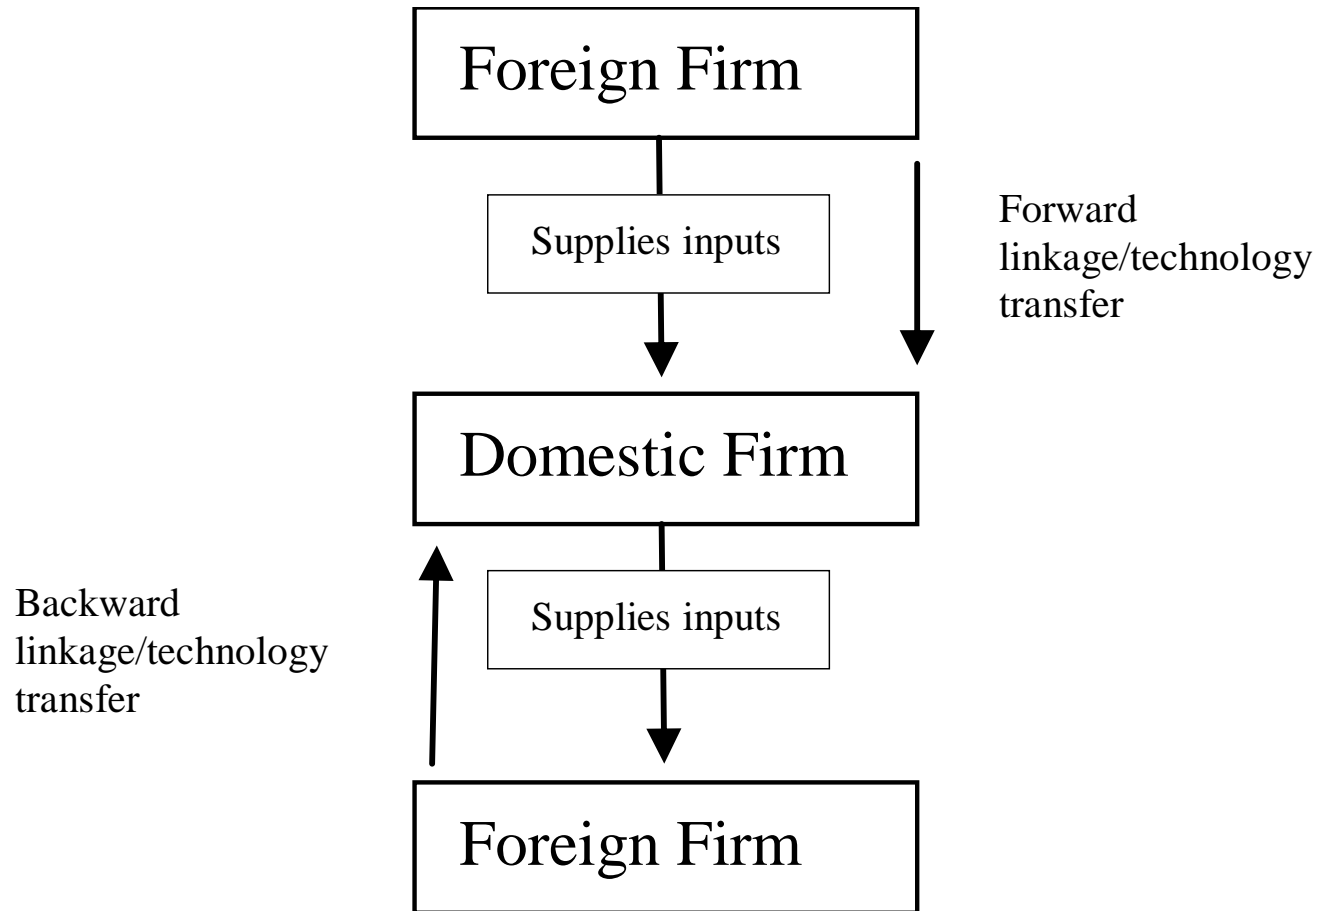 Foreign Firm
Supplies inputs
Forward
linkage/technology
transfer
Domestic Firm
Backward
linkage/technology
transfer
Supplies inputs
Foreign Firm